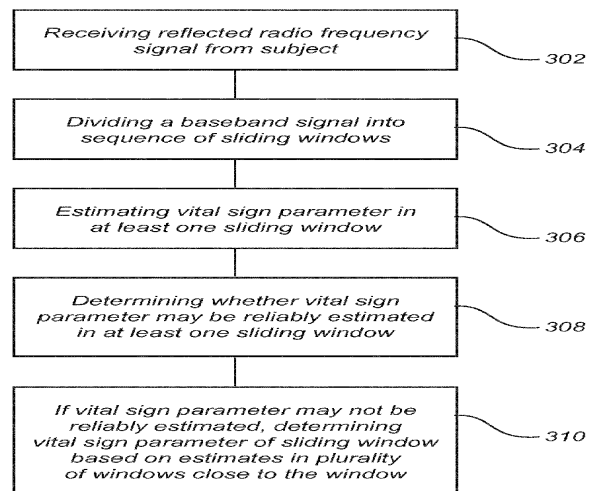 Receiving reflected radio frequency
signal from subject
302
Dividing a baseband signal into
sequence of sliding windows
304
Estimating vital sign parameter in
at least one sliding window
306
Determining whether vital sign
parameter may be reliably estimated
in at least one sliding window
308
If vital sign parameter may not be
reliably estimated, determining
vital sign parameter of sliding window
based on estimates in plurality
of windows close to the window
310